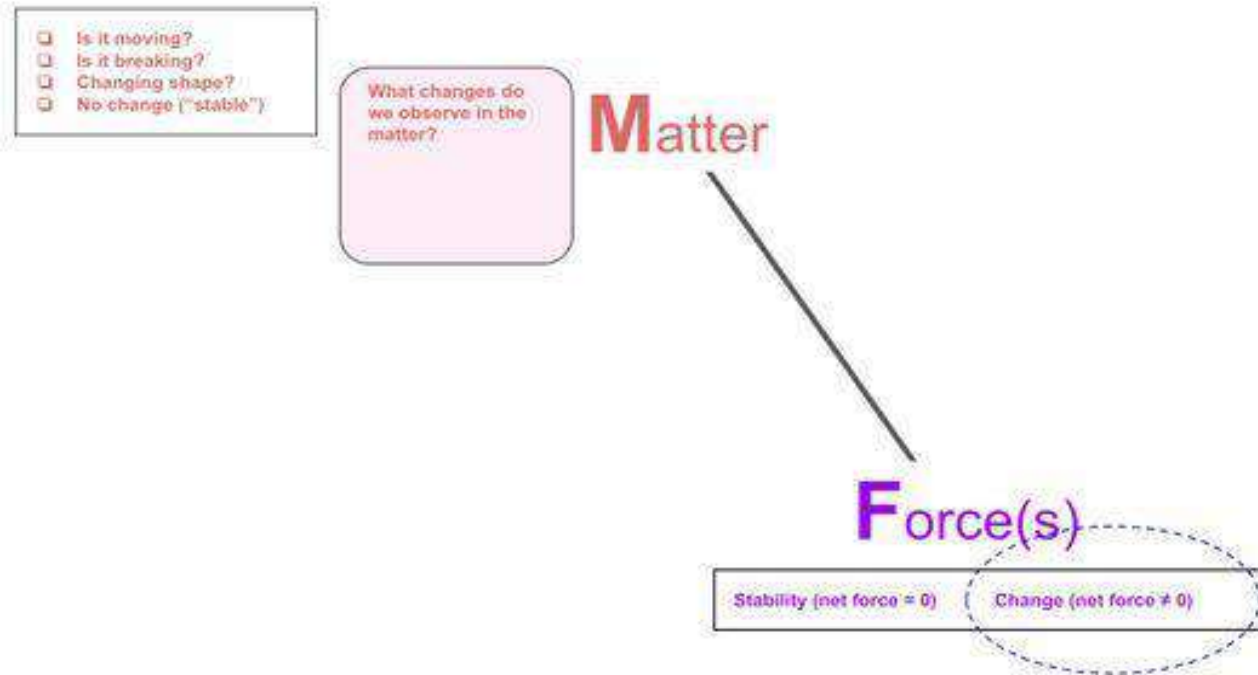 Is it moving?
Is it breaking?
Changing shape?
No change (“stable”)
What changes do
we observe in the
matter?
Matter
Force(s)
Stability (net force = 0) Change (net force ≠ 0)